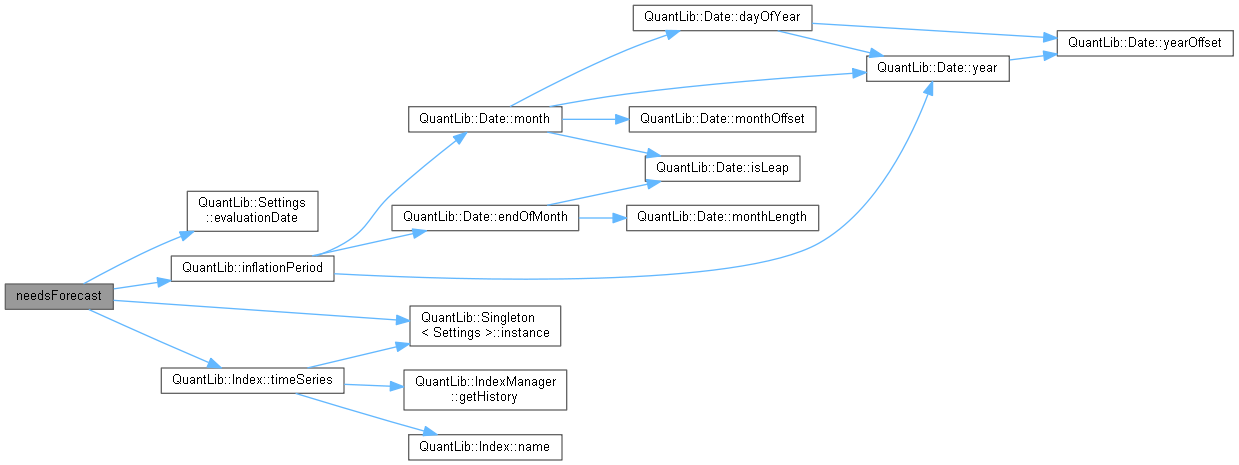 needsForecast
QuantLib::Settings
::evaluationDate
QuantLib::inflationPeriod
QuantLib::Date::month
QuantLib::Date::dayOfYear
QuantLib::Date::year
QuantLib::Date::yearOffset
QuantLib::Date::monthOffset
QuantLib::Date::isLeap
QuantLib::Date::endOfMonth
QuantLib::Date::monthLength
QuantLib::Singleton
< Settings >::instance
QuantLib::Index::timeSeries
QuantLib::IndexManager
::getHistory
QuantLib::Index::name